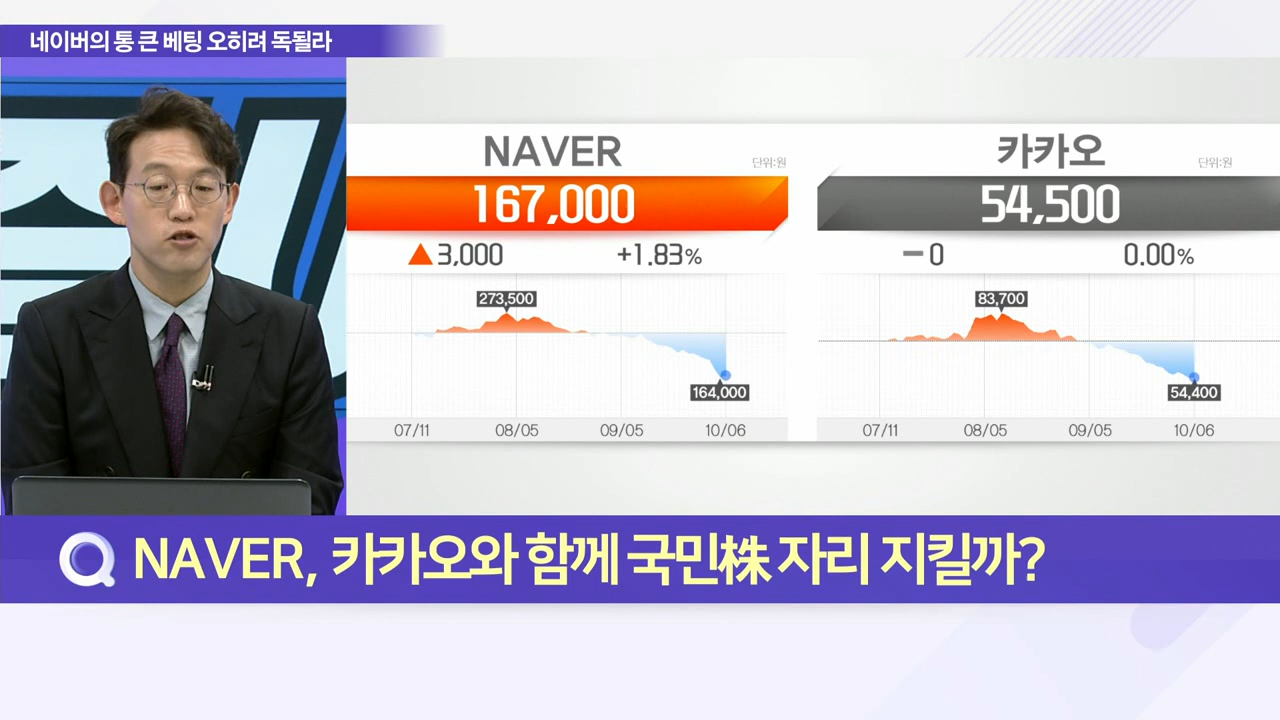 네이버의 통 큰 베팅 오히려 독될라
NAVER
단위:원
167,000
▲3,000 +1.83%
273,500
164,000
07/11 08/05 09/05 10/06
카카오
단위:원
54,500
－0 0.00%
83,700
54,400
07/11 08/05 09/05 10/06
Q NAVER, 카카오와 함께 국민株 자리 지킬까?